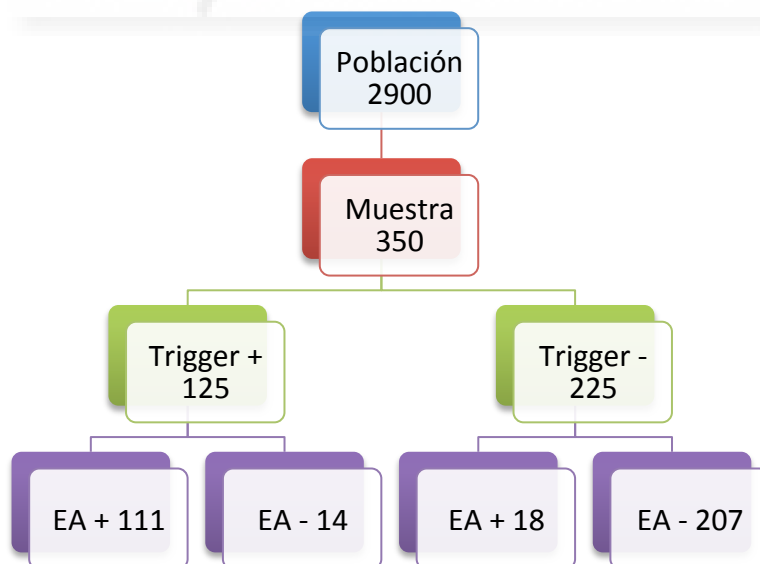 Población
2900
Muestra
350
Trigger +
125
Trigger -
225
EA + 111
EA - 14
EA + 18
EA - 207